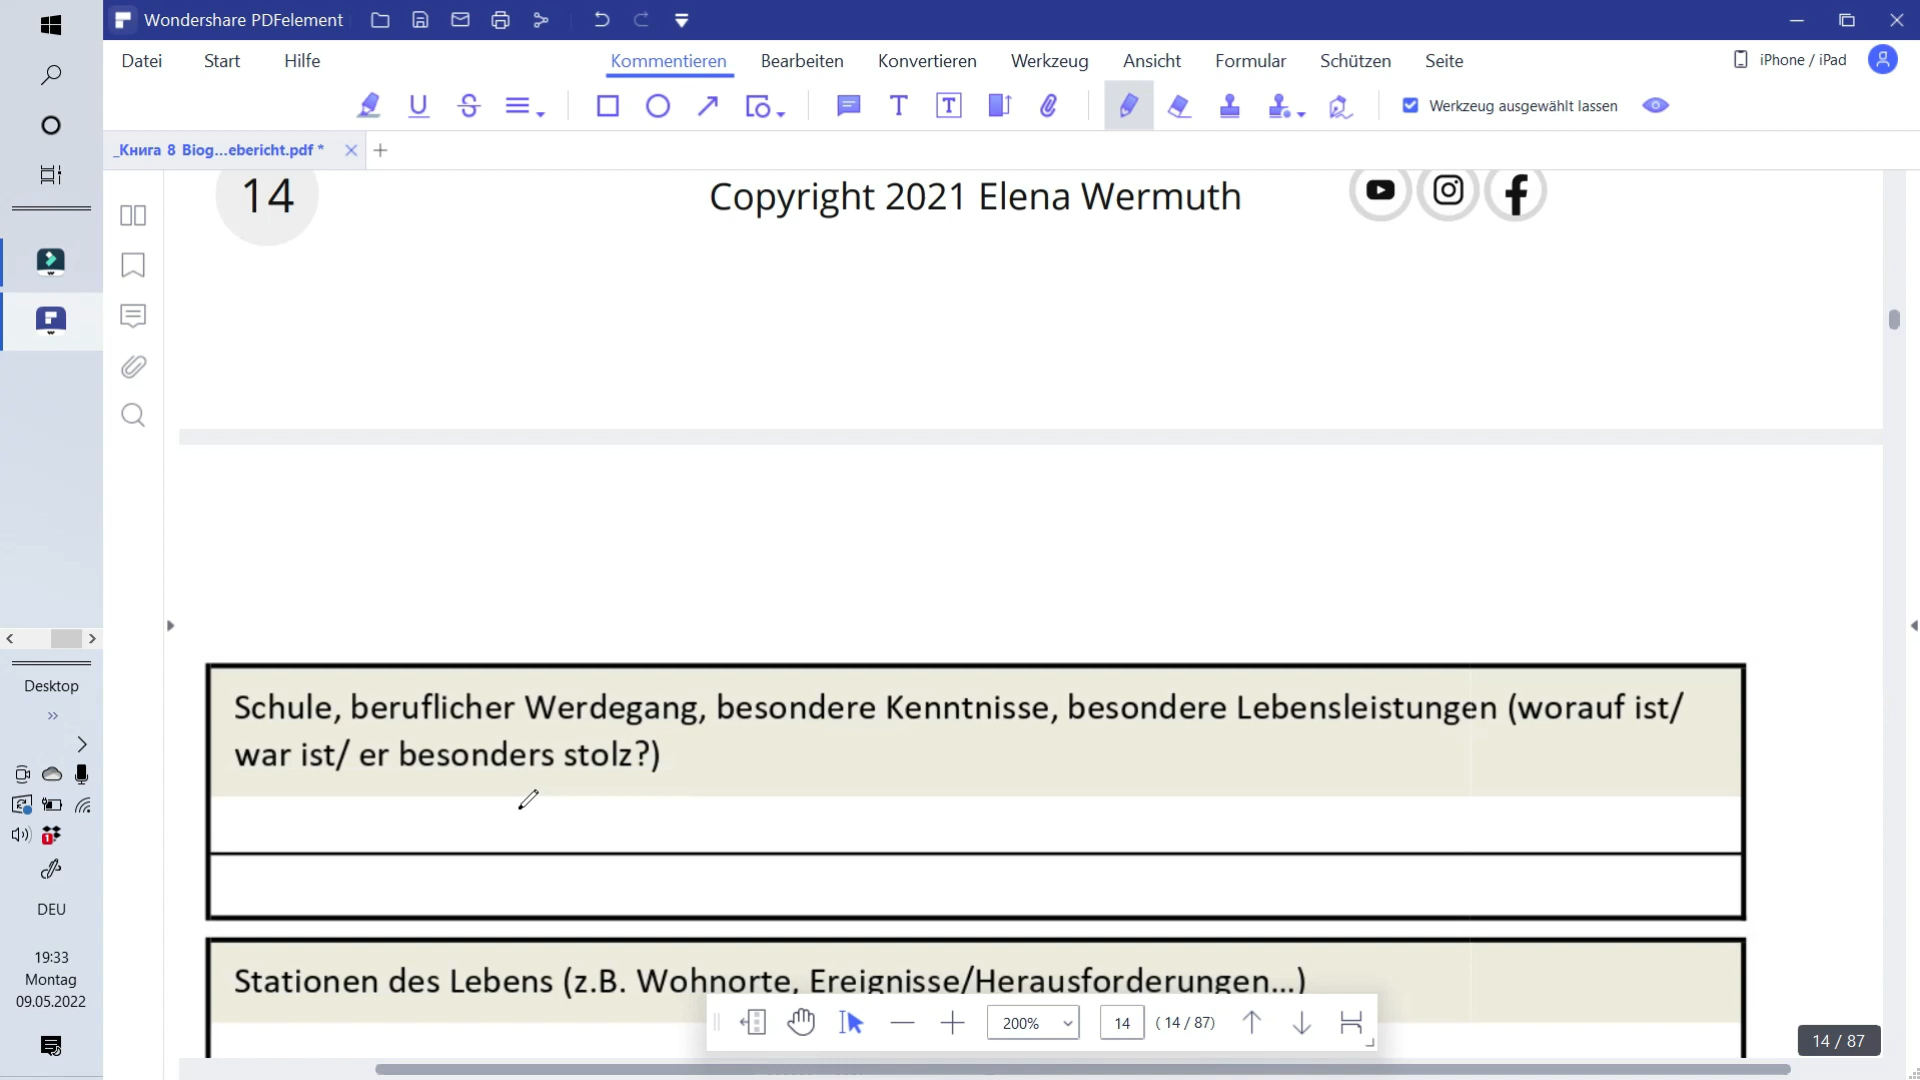 Wondershare PDFelement
Datei Start Hilfe Kommentieren Bearbeiten Konvertieren Werkzeug Ansicht Formular Schützen Seite iPhone / iPad
Werkzeug ausgewählt lassen
_Книга 8 Biog...ebericht.pdf *
14 Copyright 2021 Elena Wermuth
Schule, beruflicher Werdegang, besondere Kenntnisse, besondere Lebensleistungen (worauf ist/
war ist/ er besonders stolz?)
Stationen des Lebens (z.B. Wohnorte, Ereignisse/Herausforderungen...)
200% 14 ( 14 / 87)
14 / 87
Desktop
1
DEU
19:33
Montag
09.05.2022